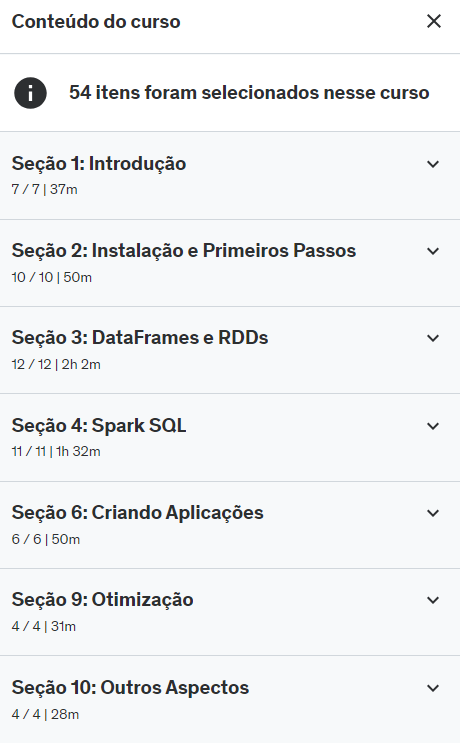 Conteúdo do curso
54 itens foram selecionados nesse curso
Seção 1: Introdução
7 / 7 | 37m
Seção 2: Instalação e Primeiros Passos
10 / 10 | 50m
Seção 3: DataFrames e RDDs
12 / 12 | 2h 2m
Seção 4: Spark SQL
11 / 11 | 1h 32m
Seção 6: Criando Aplicações
6 / 6 | 50m
Seção 9: Otimização
4 / 4 | 31m
Seção 10: Outros Aspectos
4 / 4 | 28m